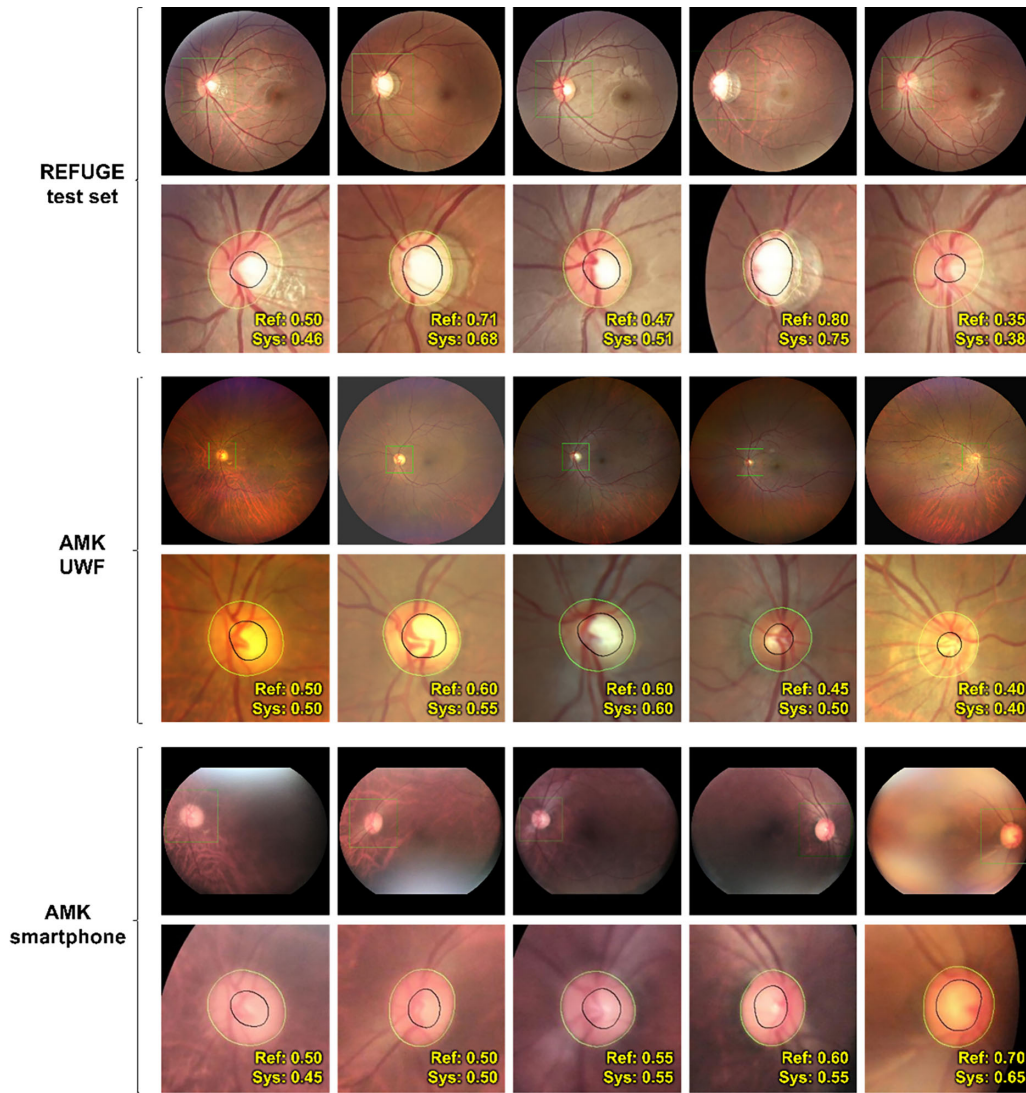 REFUGE
test set
Ref: 0.50
Sys: 0.46
Ref: 0.71
Sys: 0.68
Ref: 0.47
Sys: 0.51
Ref: 0.80
Sys: 0.75
Ref: 0.35
Sys: 0.38
AMK
UWF
Ref: 0.50
Sys: 0.50
Ref: 0.60
Sys: 0.55
Ref: 0.60
Sys: 0.60
Ref: 0.45
Sys: 0.50
Ref: 0.40
Sys: 0.40
AMK
smartphone
Ref: 0.50
Sys: 0.45
Ref: 0.50
Sys: 0.50
Ref: 0.55
Sys: 0.55
Ref: 0.60
Sys: 0.55
Ref: 0.70
Sys: 0.65